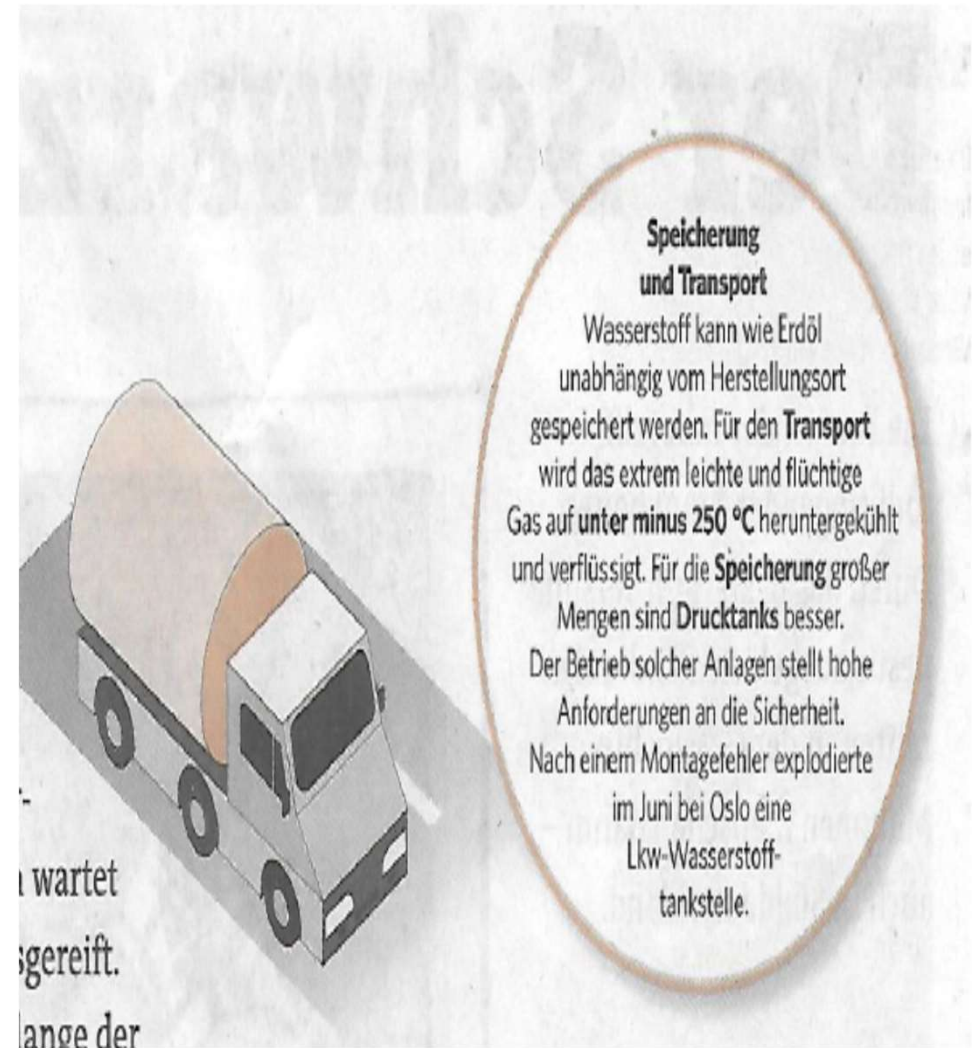 Speicherung
und Transport
Wasserstoff kann wie Erdöl
unabhängig vom Herstellungsort
gespeichert werden. Für den Transport
wird das extrem leichte und flüchtige
Gas auf unter minus 250 °C heruntergekühlt
und verflüssigt. Für die Speicherung großer
Mengen sind Drucktanks besser.
Der Betrieb solcher Anlagen stellt hohe
Anforderungen an die Sicherheit.
Nach einem Montagefehler explodierte
im Juni bei Oslo eine
Lkw-Wasserstoff-
tankstelle.
wartet
sgereift.
lange der